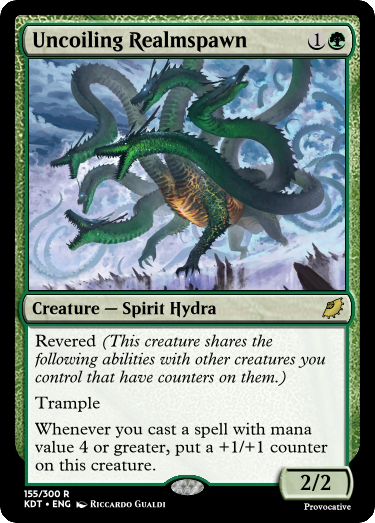 Uncoiling Realmspawn 1
Creature — Spirit Hydra
Revered (This creature shares the
following abilities with other creatures you
control that have counters on them.)
Trample
Whenever you cast a spell with mana
value 4 or greater, put a +1/+1 counter
on this creature.
2/2
155/300 R
KDT • ENG Riccardo Gualdi
Provocative